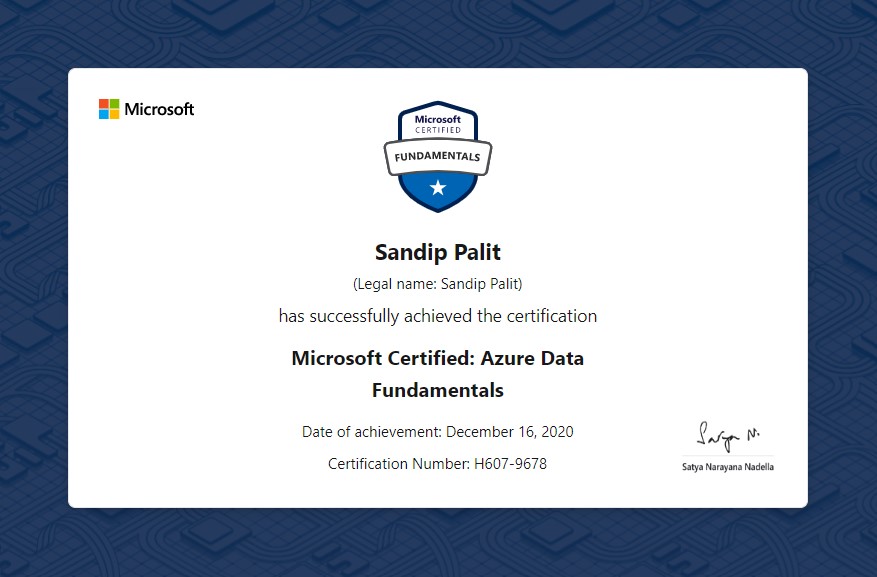 Microsoft
Microsoft
CERTIFIED
FUNDAMENTALS
Sandip Palit
(Legal name: Sandip Palit)
has successfully achieved the certification
Microsoft Certified: Azure Data
Fundamentals
Date of achievement: December 16, 2020
Certification Number: H607-9678
Satya N.
Satya Narayana Nadella